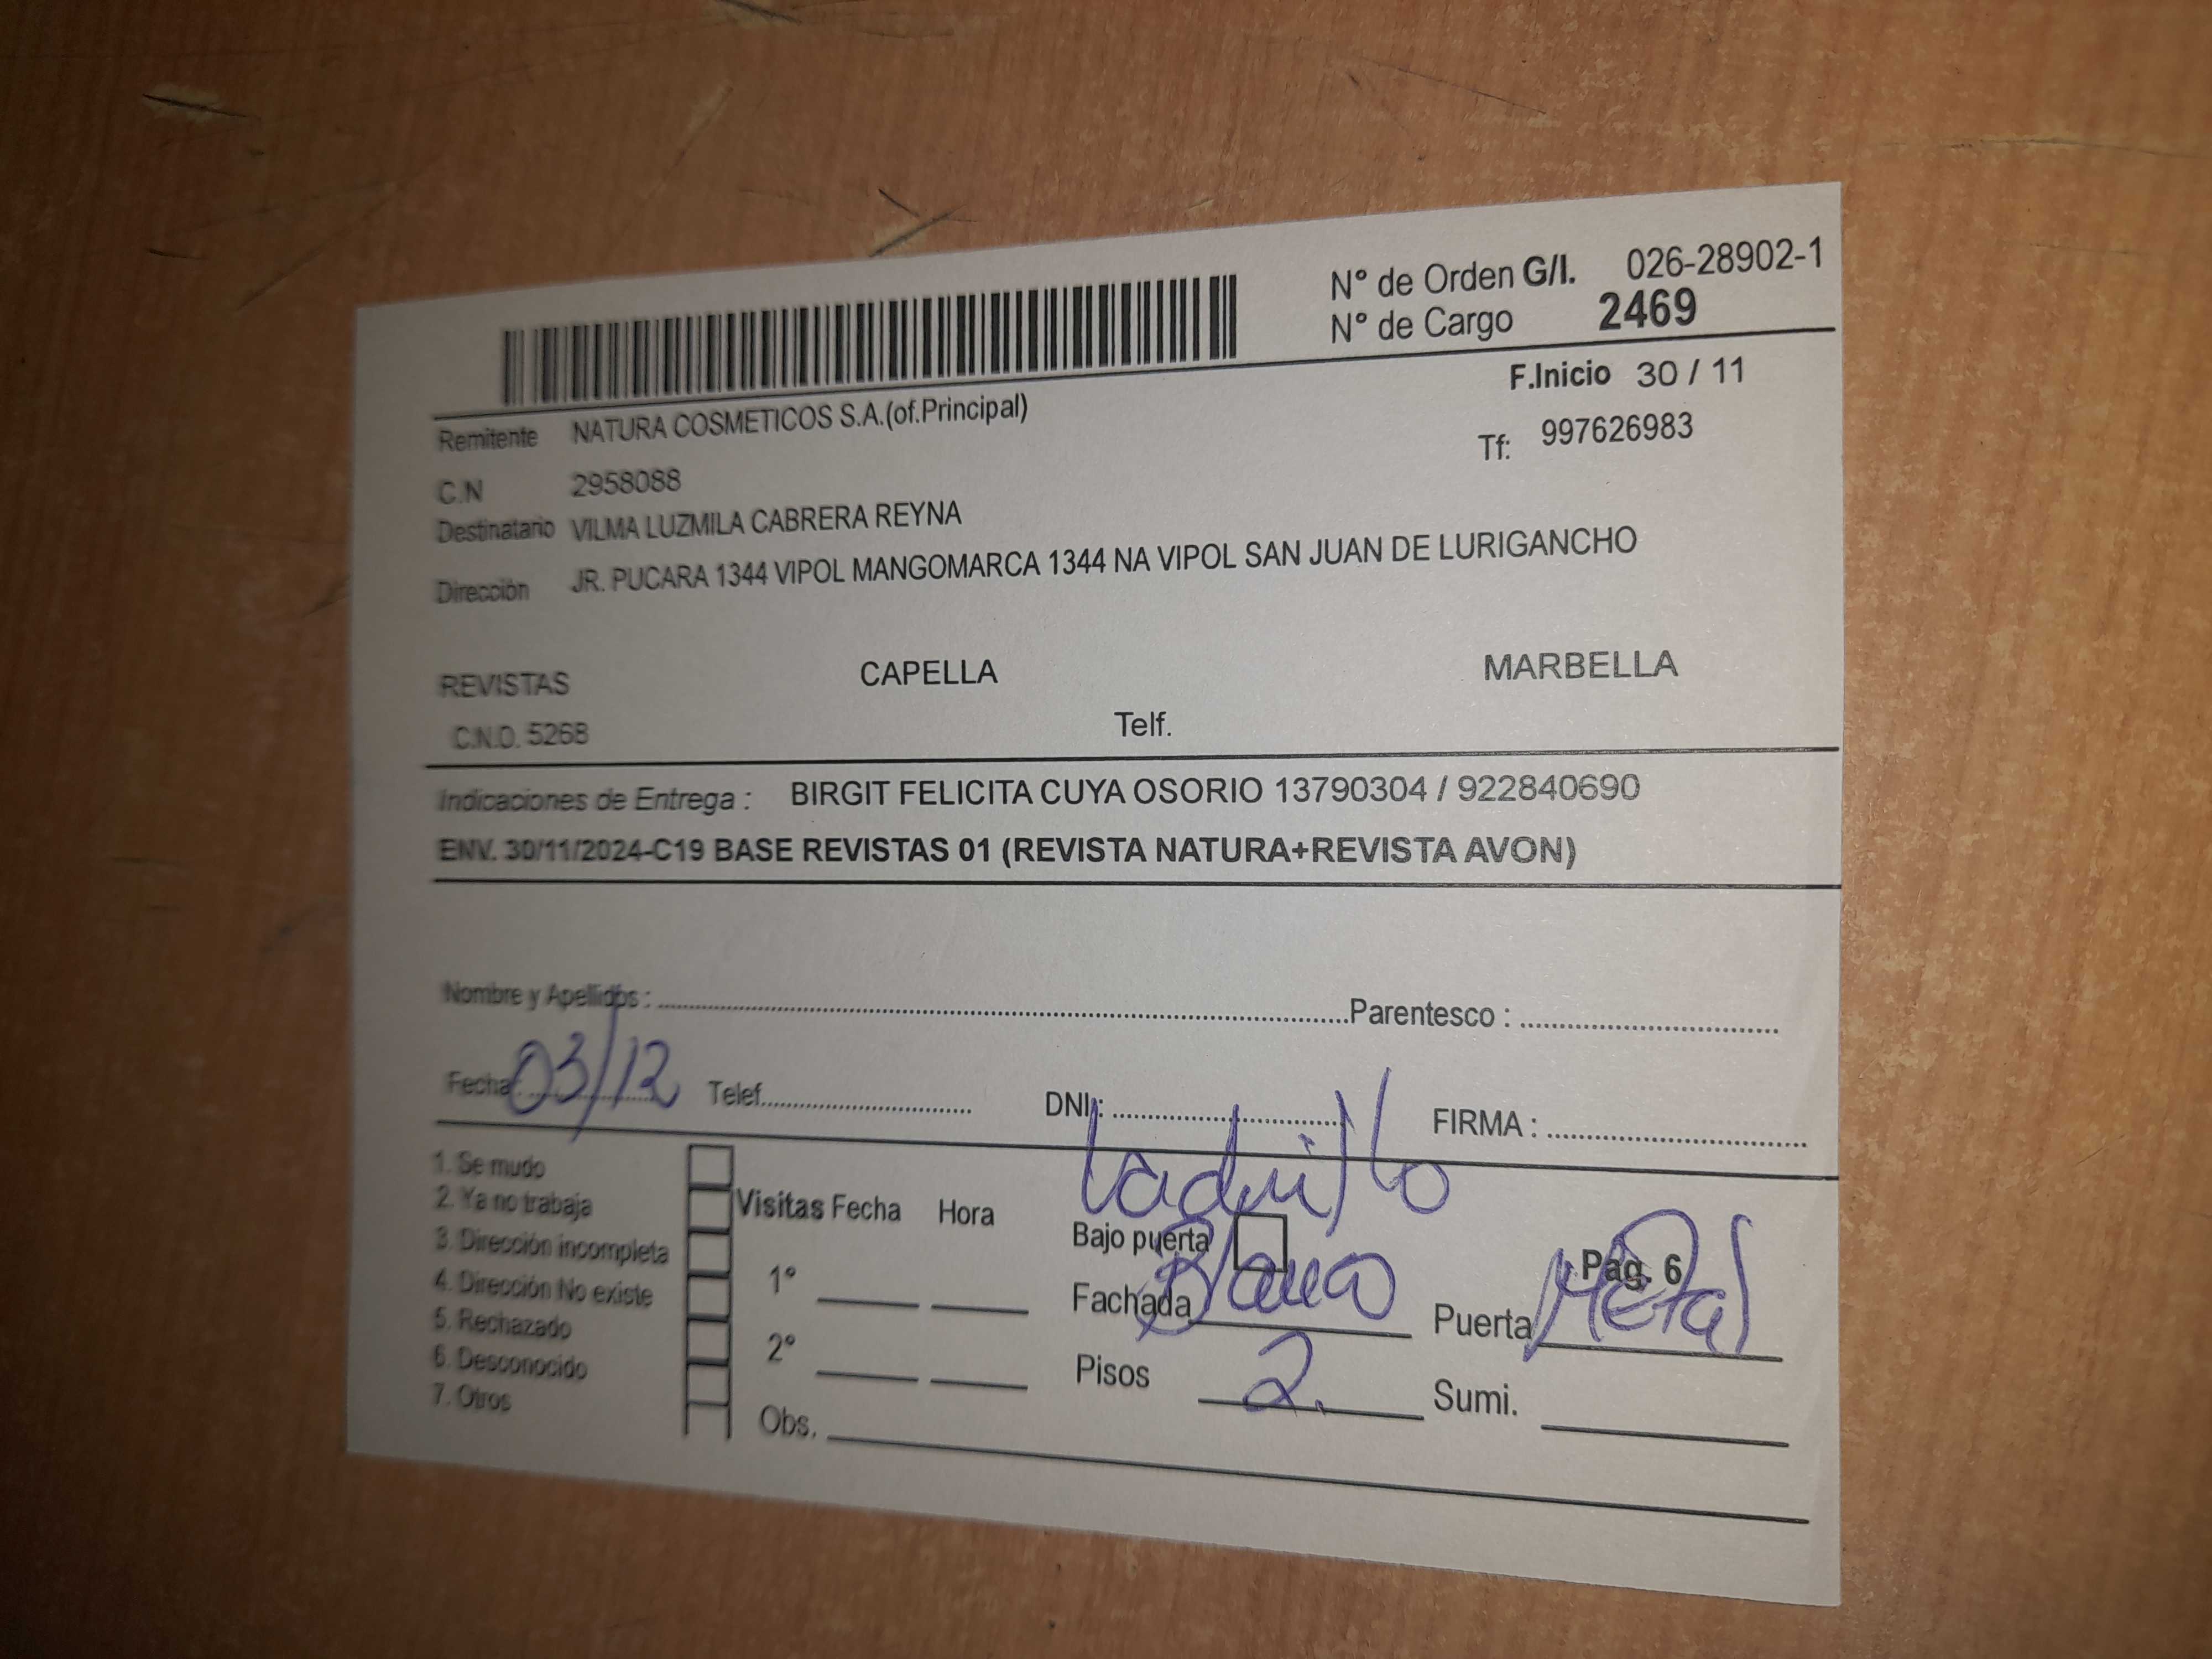 N° de Orden G/I. 026-28902-1
N° de Cargo 2469
F.Inicio 30 / 11
Remitente NATURA COSMETICOS S.A.(of.Principal)
Tf: 997626983
C.N 2958088
Destinatario VILMA LUZMILA CABRERA REYNA
Dirección JR. PUCARA 1344 VIPOL MANGOMARCA 1344 NA VIPOL SAN JUAN DE LURIGANCHO
REVISTAS CAPELLA MARBELLA
C.N.O. 5268 Telf.
Indicaciones de Entrega : BIRGIT FELICITA CUYA OSORIO 13790304 / 922840690
ENV. 30/11/2024-C19 BASE REVISTAS 01 (REVISTA NATURA+REVISTA AVON)
Nombre y Apellidos : Parentesco :
Fecha: 03/12 Telef. DNI: FIRMA :
1. Se mudo
2. Ya no trabaja
3. Dirección incompleta
4. Dirección No existe
5. Rechazado
6. Desconocido
7. Otros
Visitas Fecha Hora
1°
2°
Obs.
Ladrillo
Bajo puerta
Pag. 6
Fachada Blanco Puerta Metal
Pisos 2. Sumi.